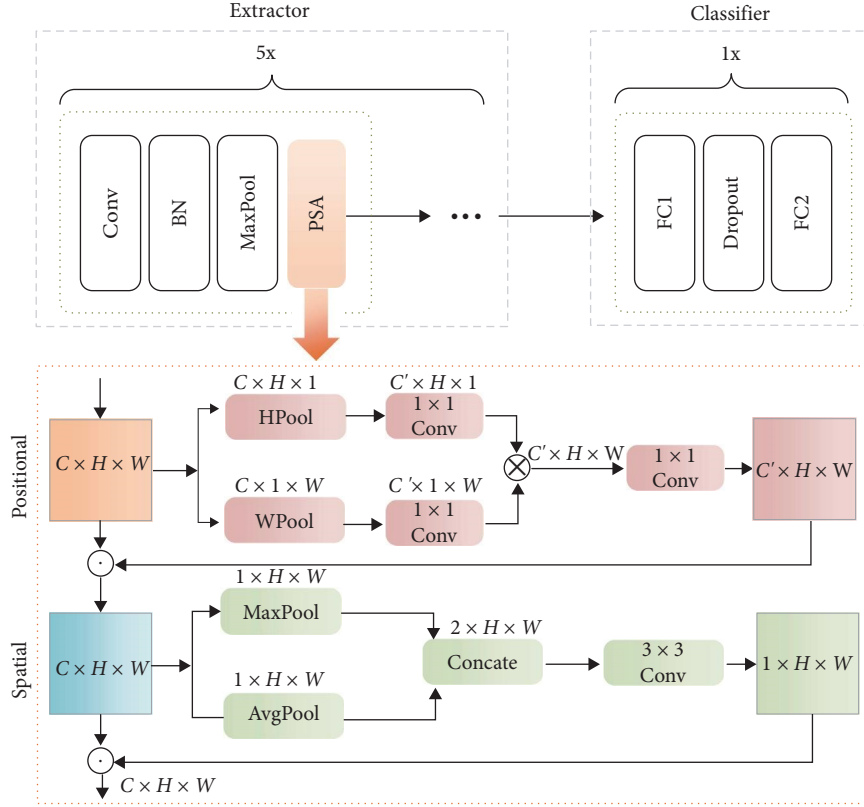 Extractor
Classifier
5x
1x
Conv
BN
MaxPool
PSA
•••
FC1
Dropout
FC2
Positional
C × H × W
C × H × 1
HPool
C′ × H × 1
1 × 1
Conv
C × 1 × W
WPool
C′ × 1 × W
1 × 1
Conv
C′ × H × W
1 × 1
Conv
C′ × H × W
Spatial
C × H × W
1 × H × W
MaxPool
1 × H × W
AvgPool
2 × H × W
Concate
3 × 3
Conv
1 × H × W
C × H × W